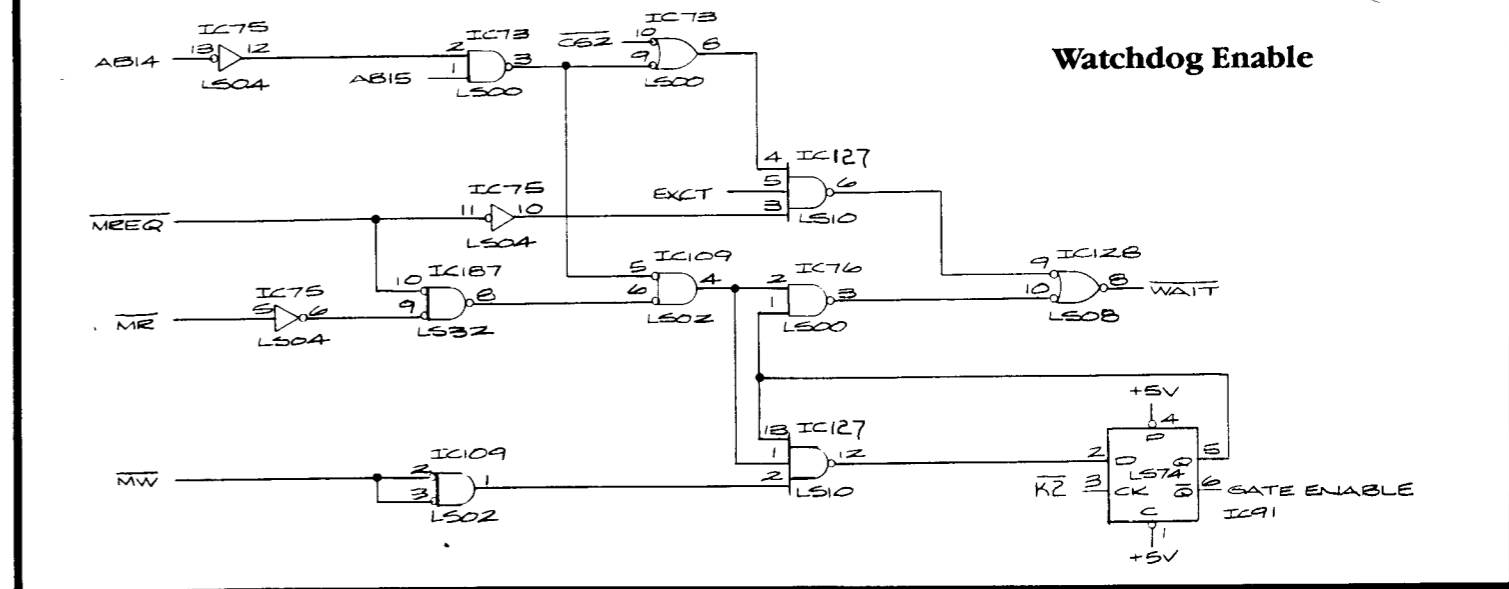 Watchdog Enable
IC75
AB14 13 12
LS04
IC73
2
AB15 1 3
LS00
IC73
CS2 10
9 8
LS00
IC127
4
EXCT 5 6
3
LS10
IC75
MREQ 11 10
LS04
IC187
10
9 8
LS32
IC75
MR 5 6
LS04
IC109
5
6 4
LS02
IC76
2
1 3
LS00
IC128
9
10 8 WAIT
LS08
IC109
MW 2
3 1
LS02
IC127
13
1 12
2
LS10
+5V
4
P
2 D Q 5
LS74
K2 3 CK Q 6 GATE ENABLE
IC91
C
1
+5V